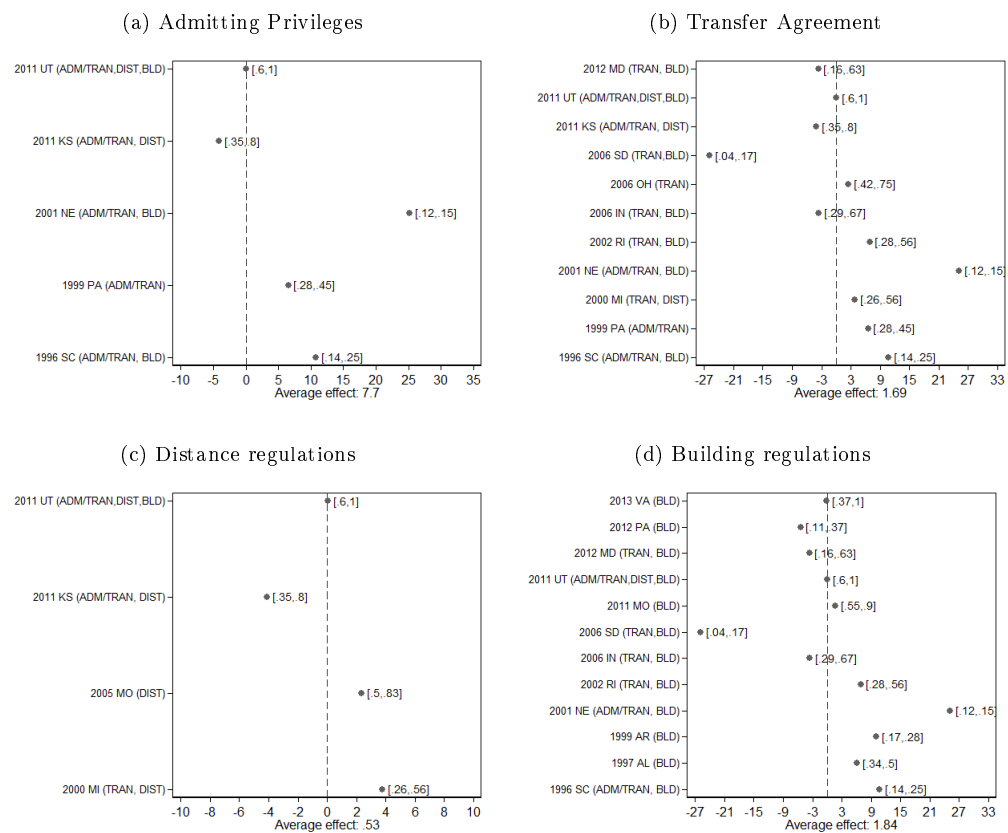 (a) Admitting Privileges
2011 UT (ADM/TRAN,DIST,BLD)
[.6,1]
2011 KS (ADM/TRAN, DIST)
[.35,.8]
2001 NE (ADM/TRAN, BLD)
[.12,.15]
1999 PA (ADM/TRAN)
[.28,.45]
1996 SC (ADM/TRAN, BLD)
[.14,.25]
-10 -5 0 5 10 15 20 25 30 35
Average effect: 7.7
(b) Transfer Agreement
2012 MD (TRAN, BLD)
[.16,.63]
2011 UT (ADM/TRAN,DIST,BLD)
[.6,1]
2011 KS (ADM/TRAN, DIST)
[.35,.8]
2006 SD (TRAN,BLD)
[.04,.17]
2006 OH (TRAN)
[.42,.75]
2006 IN (TRAN, BLD)
[.29,.67]
2002 RI (TRAN, BLD)
[.28,.56]
2001 NE (ADM/TRAN, BLD)
[.12,.15]
2000 MI (TRAN, DIST)
[.26,.56]
1999 PA (ADM/TRAN)
[.28,.45]
1996 SC (ADM/TRAN, BLD)
[.14,.25]
-27 -21 -15 -9 -3 3 9 15 21 27 33
Average effect: 1.69
(c) Distance regulations
2011 UT (ADM/TRAN,DIST,BLD)
[.6,1]
2011 KS (ADM/TRAN, DIST)
[.35,.8]
2005 MO (DIST)
[.5,.83]
2000 MI (TRAN, DIST)
[.26,.56]
-10 -8 -6 -4 -2 0 2 4 6 8 10
Average effect: .53
(d) Building regulations
2013 VA (BLD)
[.37,1]
2012 PA (BLD)
[.11,.37]
2012 MD (TRAN, BLD)
[.16,.63]
2011 UT (ADM/TRAN,DIST,BLD)
[.6,1]
2011 MO (BLD)
[.55,.9]
2006 SD (TRAN,BLD)
[.04,.17]
2006 IN (TRAN, BLD)
[.29,.67]
2002 RI (TRAN, BLD)
[.28,.56]
2001 NE (ADM/TRAN, BLD)
[.12,.15]
1999 AR (BLD)
[.17,.28]
1997 AL (BLD)
[.34,.5]
1996 SC (ADM/TRAN, BLD)
[.14,.25]
-27 -21 -15 -9 -3 3 9 15 21 27 33
Average effect: 1.84